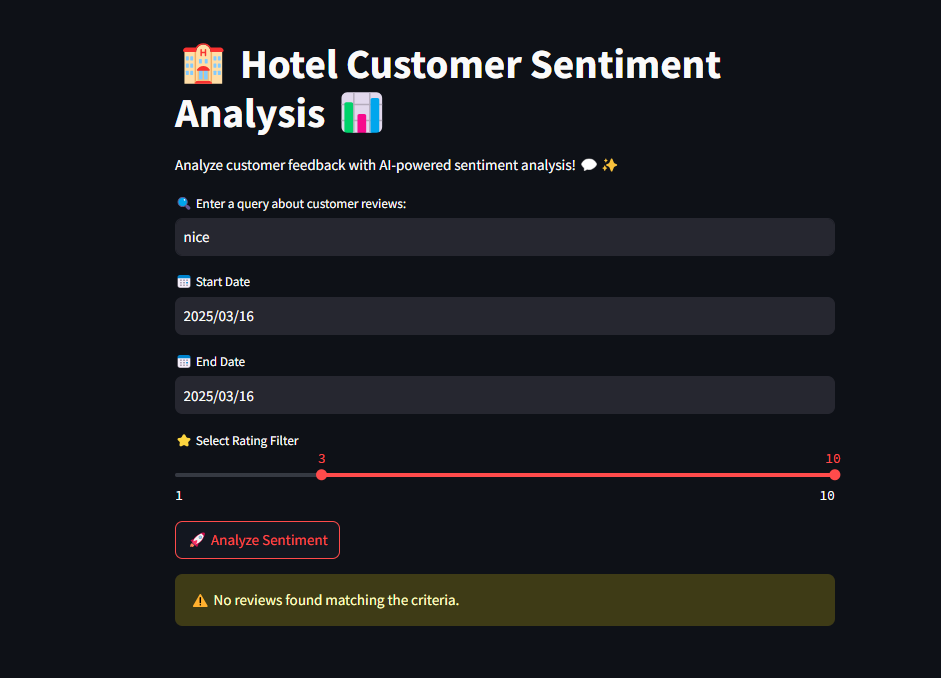 🏨 Hotel Customer Sentiment
Analysis 📊
Analyze customer feedback with AI-powered sentiment analysis! 💬 ✨
🔍 Enter a query about customer reviews:
nice
📅 Start Date
2025/03/16
📅 End Date
2025/03/16
⭐ Select Rating Filter
3 10
1 10
🚀 Analyze Sentiment
⚠️ No reviews found matching the criteria.